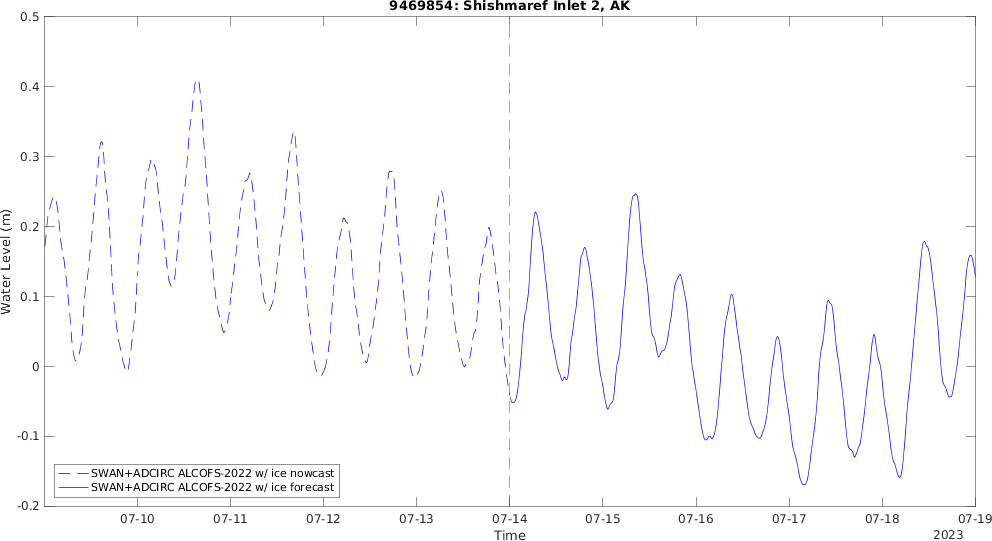 9469854: Shishmaref Inlet 2, AK
0.5
0.4
0.3
0.2
0.1
0
-0.1
-0.2
Water Level (m)
SWAN+ADCIRC ALCOFS-2022 w/ ice nowcast
SWAN+ADCIRC ALCOFS-2022 w/ ice forecast
07-10 07-11 07-12 07-13 07-14 07-15 07-16 07-17 07-18 07-19
Time
2023